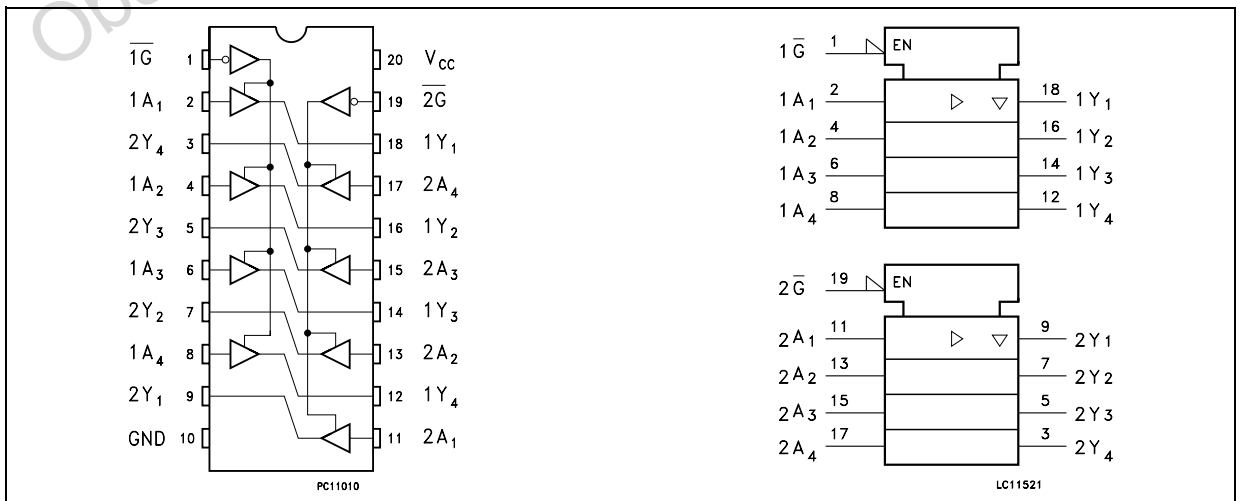 1G̅ 1 20 VCC
1A1 2 19 2G̅
2Y4 3 18 1Y1
1A2 4 17 2A4
2Y3 5 16 1Y2
1A3 6 15 2A3
2Y2 7 14 1Y3
1A4 8 13 2A2
2Y1 9 12 1Y4
GND 10 11 2A1
PC11010
1G̅ 1 EN
1A1 2 18 1Y1
1A2 4 16 1Y2
1A3 6 14 1Y3
1A4 8 12 1Y4
2G̅ 19 EN
2A1 11 9 2Y1
2A2 13 7 2Y2
2A3 15 5 2Y3
2A4 17 3 2Y4
LC11521